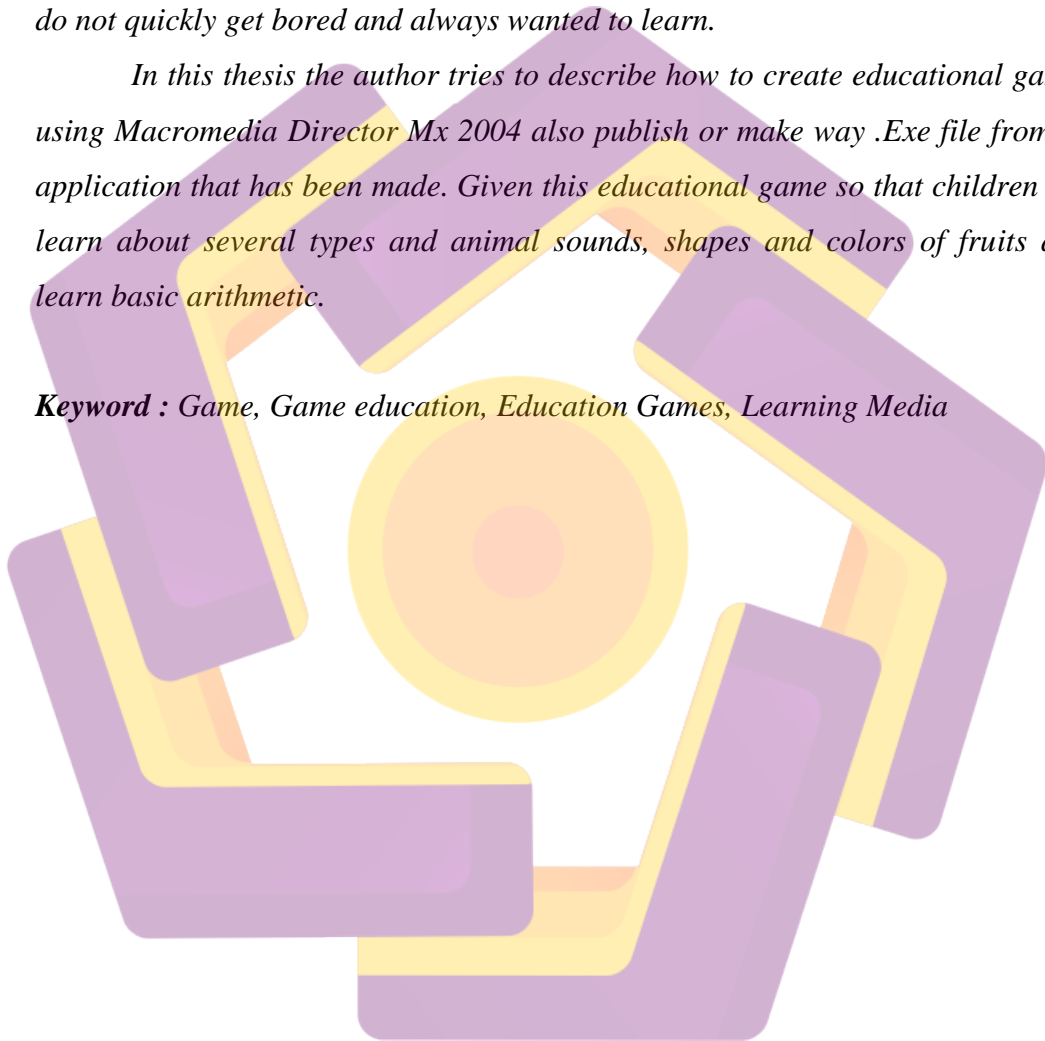 do not quickly get bored and always wanted to learn.
In this thesis the author tries to describe how to create educational
using Macromedia Director Mx 2004 also publish or make way .Exe file from
application that has been made. Given this educational game so that children
learn about several types and animal sounds, shapes and colors of fruits
learn basic arithmetic.
Keyword : Game, Game education, Education Games, Learning Media